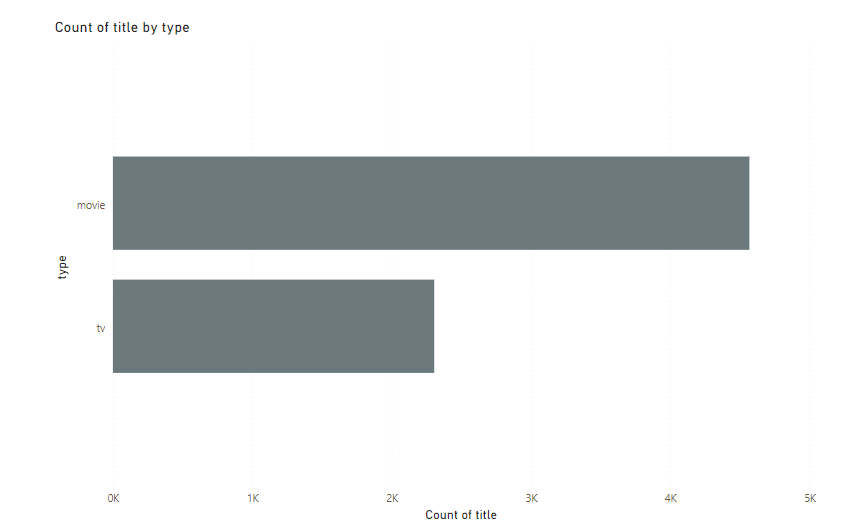 Count of title by type
type
movie
tv
0K 1K 2K 3K 4K 5K
Count of title